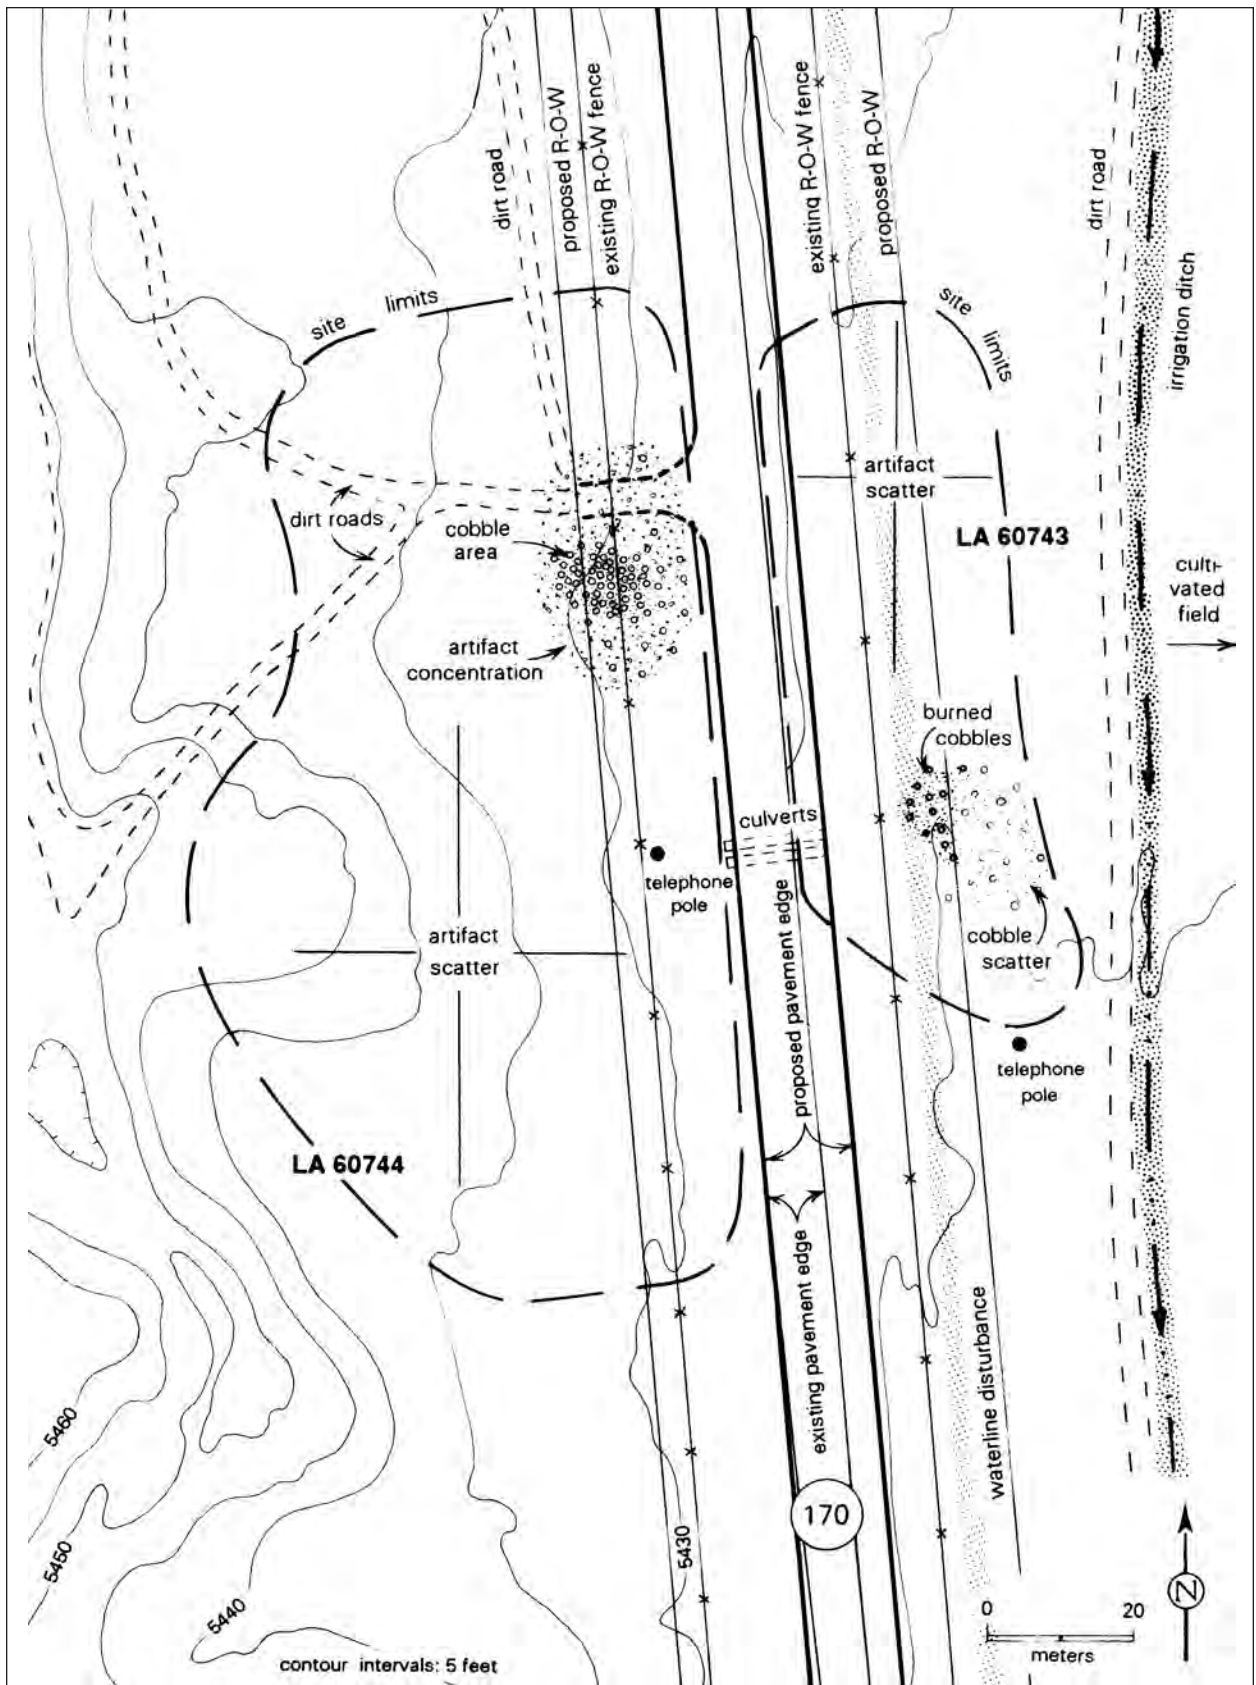 proposed R-O-W
existing R-O-W fence
dirt road
existing R-O-W fence
proposed R-O-W
dirt road
irrigation ditch
site limits
site limits
artifact
scatter
LA 60743
dirt roads
cobble
area
culti-
vated
field
artifact
concentration
burned
cobbles
culverts
telephone
pole
artifact
scatter
cobble
scatter
proposed pavement edge
telephone
pole
LA 60744
existing pavement edge
waterline disturbance
5460
5450
5440
5430
170
N
0 20
meters
contour intervals: 5 feet